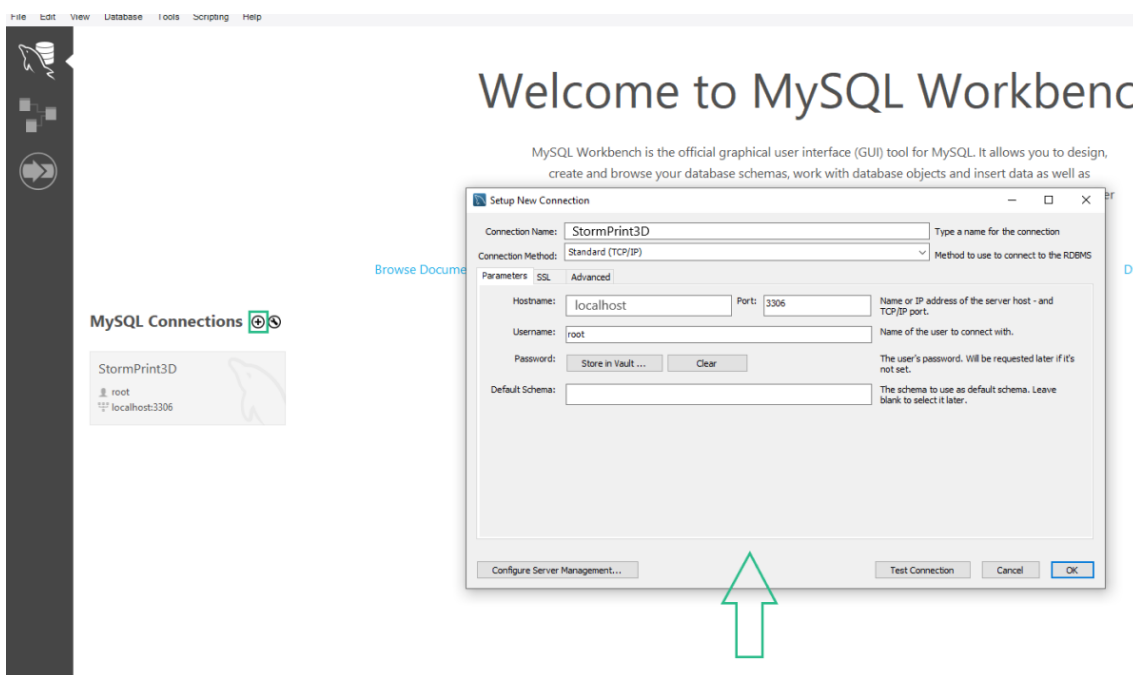 File Edit View Database Tools Scripting Help
Welcome to MySQL Workbenc
MySQL Workbench is the official graphical user interface (GUI) tool for MySQL. It allows you to design,
create and browse your database schemas, work with database objects and insert data as well as
er
Setup New Connection
Connection Name: StormPrint3D Type a name for the connection
Connection Method: Standard (TCP/IP) Method to use to connect to the RDBMS
Browse Docume
D
Parameters SSL Advanced
Hostname: localhost Port: 3306 Name or IP address of the server host - and
TCP/IP port.
MySQL Connections
Username: root Name of the user to connect with.
Password: Store in Vault ... Clear The user's password. Will be requested later if it's
not set.
StormPrint3D
root
localhost:3306
Default Schema: The schema to use as default schema. Leave
blank to select it later.
Configure Server Management... Test Connection Cancel OK